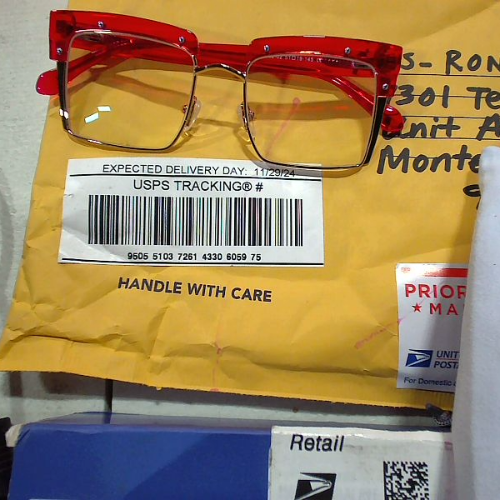 S- RON
301 Te
Unit A
Monte
EXPECTED DELIVERY DAY: 11/29/24
USPS TRACKING® #
9505 5103 7261 4330 6059 75
HANDLE WITH CARE
PRIOR
★ MA
UNIT
POSTA
For Domestic
Retail